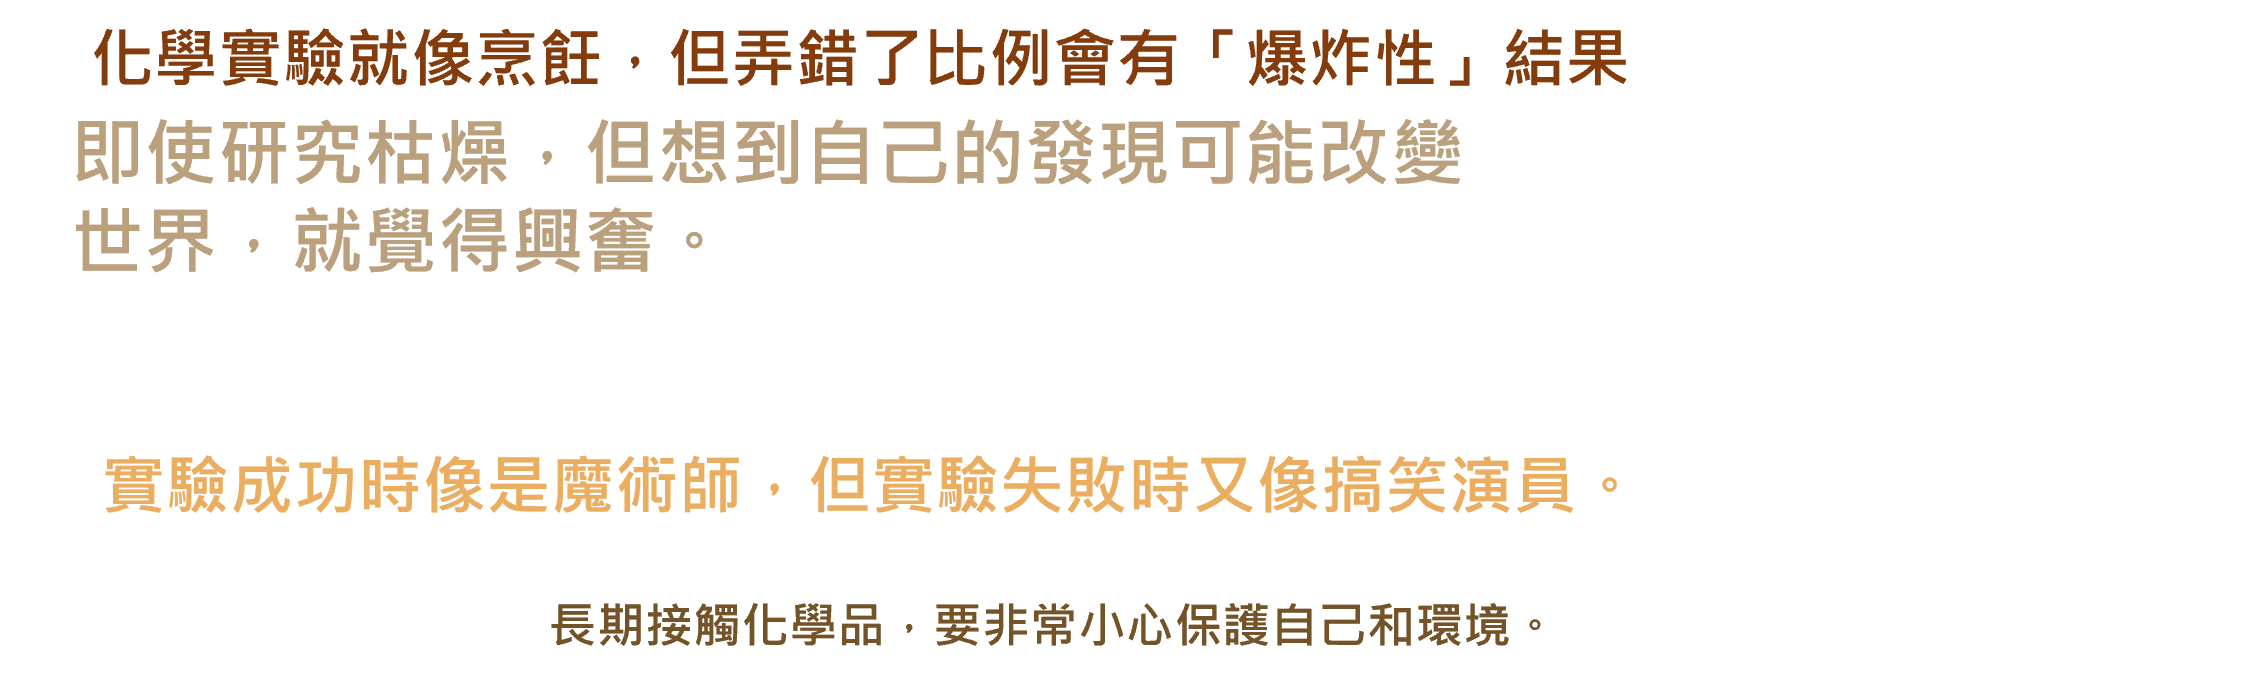 化學實驗就像烹飪，但弄錯了比例會有「爆炸性」結果
即使研究枯燥，但想到自己的發現可能改變
世界，就覺得興奮。
實驗成功時像是魔術師，但實驗失敗時又像搞笑演員。
長期接觸化學品，要非常小心保護自己和環境。